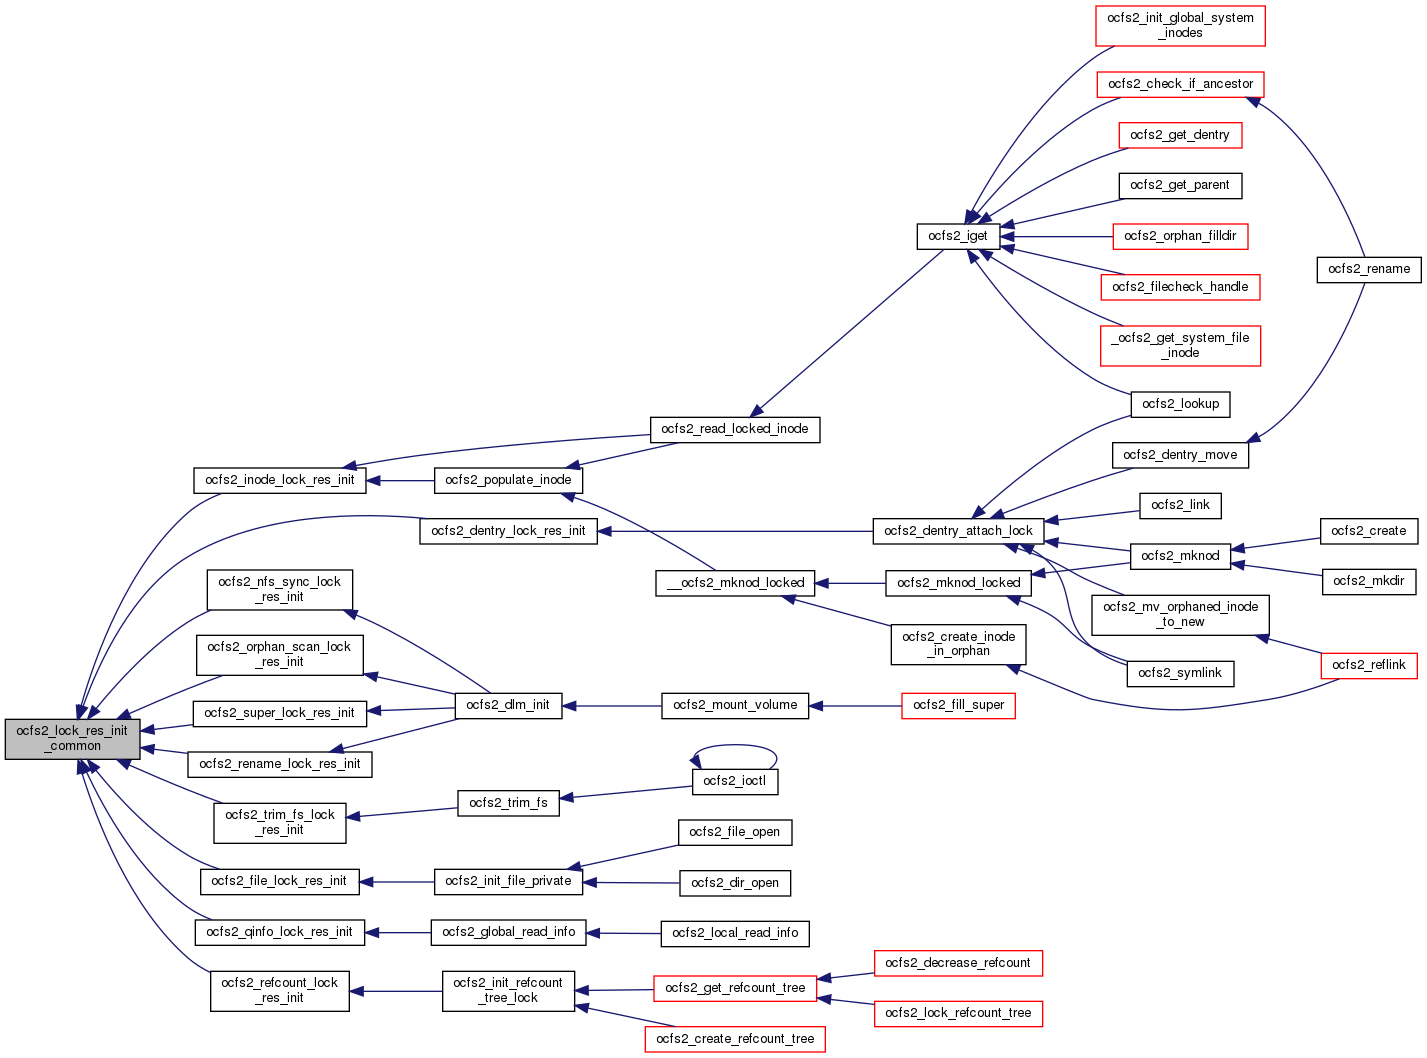 ocfs2_init_global_system
_inodes
ocfs2_check_if_ancestor
ocfs2_get_dentry
ocfs2_get_parent
ocfs2_iget
ocfs2_orphan_filldir
ocfs2_rename
ocfs2_filecheck_handle
_ocfs2_get_system_file
_inode
ocfs2_lookup
ocfs2_read_locked_inode
ocfs2_dentry_move
ocfs2_inode_lock_res_init
ocfs2_populate_inode
ocfs2_link
ocfs2_dentry_lock_res_init
ocfs2_dentry_attach_lock
ocfs2_create
ocfs2_mknod
ocfs2_nfs_sync_lock
_res_init
__ocfs2_mknod_locked
ocfs2_mknod_locked
ocfs2_mkdir
ocfs2_mv_orphaned_inode
_to_new
ocfs2_orphan_scan_lock
_res_init
ocfs2_create_inode
_in_orphan
ocfs2_reflink
ocfs2_symlink
ocfs2_super_lock_res_init
ocfs2_dlm_init
ocfs2_mount_volume
ocfs2_fill_super
ocfs2_lock_res_init
_common
ocfs2_rename_lock_res_init
ocfs2_ioctl
ocfs2_trim_fs
ocfs2_trim_fs_lock
_res_init
ocfs2_file_open
ocfs2_file_lock_res_init
ocfs2_init_file_private
ocfs2_dir_open
ocfs2_qinfo_lock_res_init
ocfs2_global_read_info
ocfs2_local_read_info
ocfs2_decrease_refcount
ocfs2_refcount_lock
_res_init
ocfs2_init_refcount
_tree_lock
ocfs2_get_refcount_tree
ocfs2_lock_refcount_tree
ocfs2_create_refcount_tree